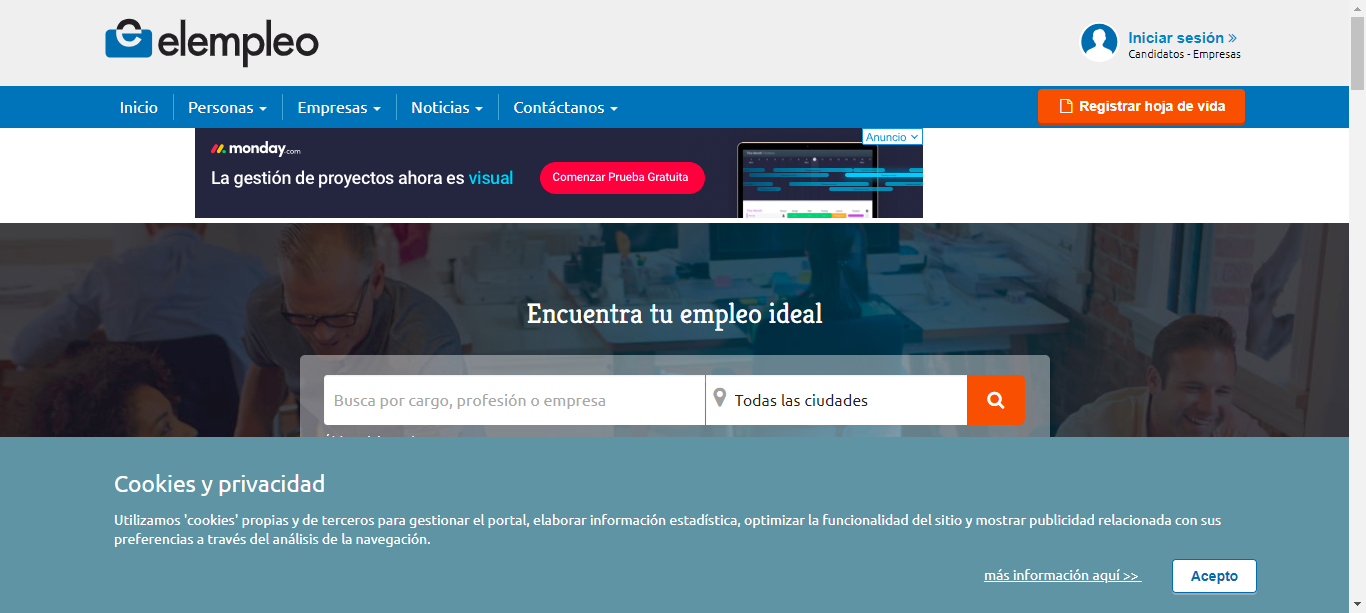 elempleo
Iniciar sesión »
Candidatos - Empresas
Inicio
Personas
Empresas
Noticias
Contáctanos
Registrar hoja de vida
Anuncio
monday.com
La gestión de proyectos ahora es visual
Comenzar Prueba Gratuita
Encuentra tu empleo ideal
Busca por cargo, profesión o empresa
Todas las ciudades
Cookies y privacidad
Utilizamos 'cookies' propias y de terceros para gestionar el portal, elaborar información estadística, optimizar la funcionalidad del sitio y mostrar publicidad relacionada con sus
preferencias a través del análisis de la navegación.
más información aquí >>
Acepto